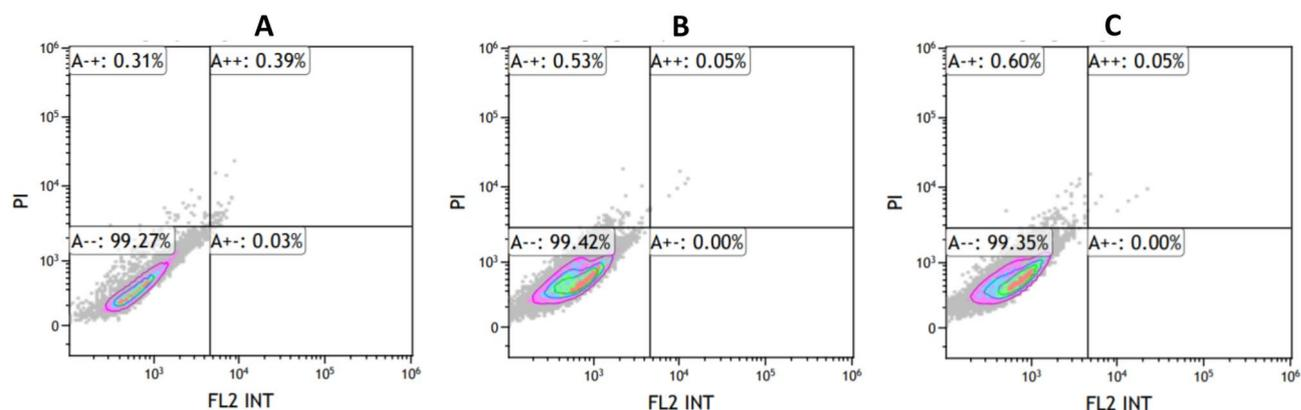 A
B
C
10⁶
A-+: 0.31%
A++: 0.39%
10⁵
10⁴
PI
A--: 99.27%
A+-: 0.03%
10³
0
10³
10⁴
10⁵
10⁶
FL2 INT
10⁶
A-+: 0.53%
A++: 0.05%
10⁵
10⁴
PI
A--: 99.42%
A+-: 0.00%
10³
0
10³
10⁴
10⁵
10⁶
FL2 INT
10⁶
A-+: 0.60%
A++: 0.05%
10⁵
10⁴
PI
A--: 99.35%
A+-: 0.00%
10³
0
10³
10⁴
10⁵
10⁶
FL2 INT